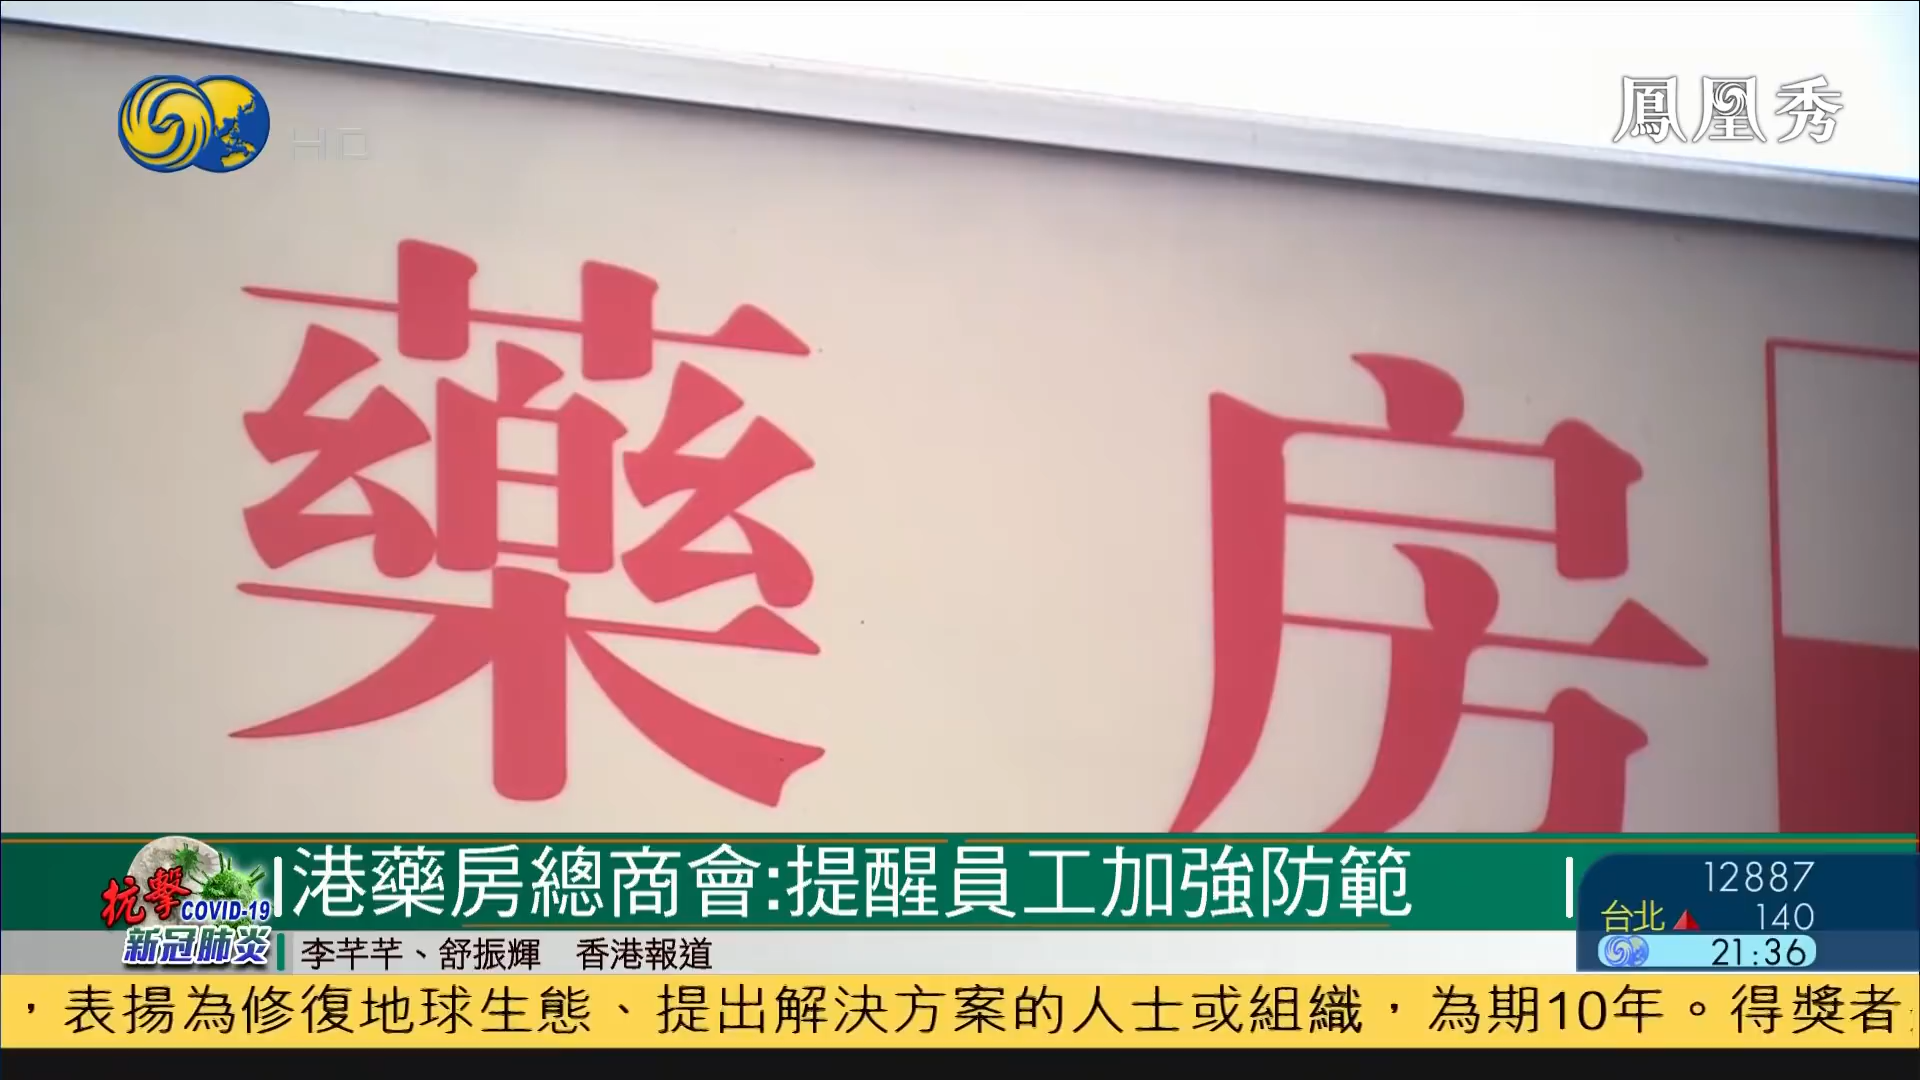 HD
鳳凰秀
藥房
港藥房總商會:提醒員工加強防範
抗擊
COVID-19
新冠肺炎
李芊芊、舒振輝 香港報道
12887
台北 140
21:36
，表揚為修復地球生態、提出解決方案的人士或組織，為期10年。得獎者